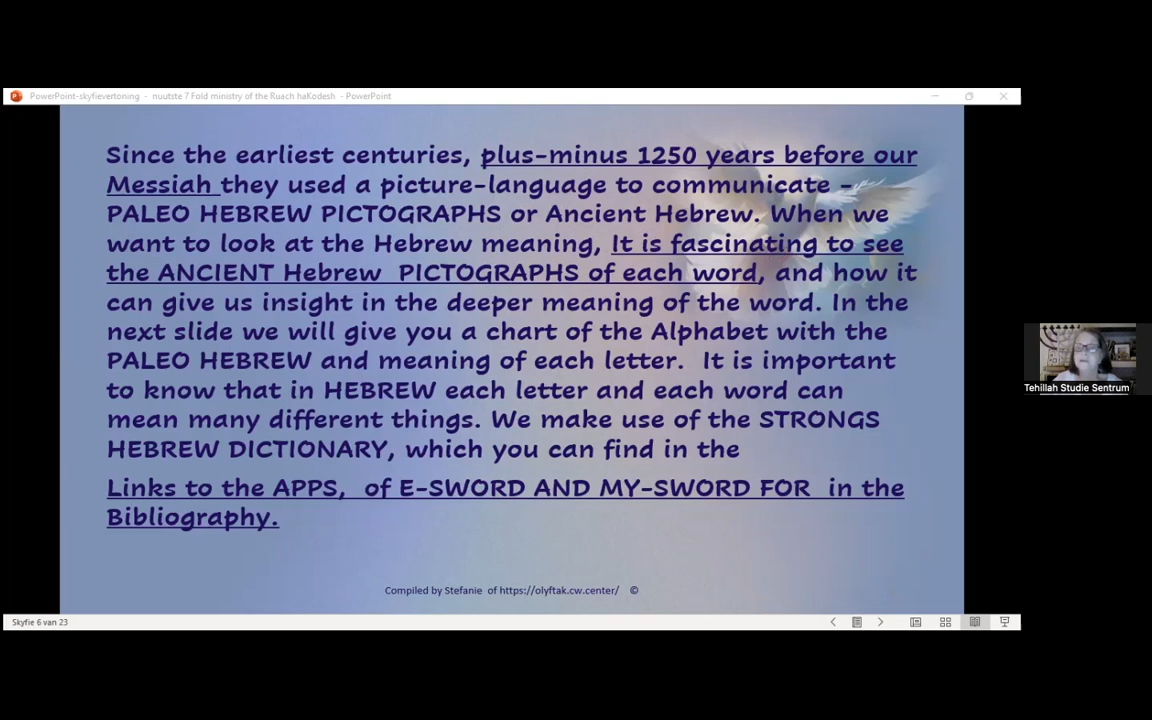 PowerPoint-skyfievertoning - nuutste 7 Fold ministry of the Ruach haKodesh - PowerPoint
Since the earliest centuries, plus-minus 1250 years before our
Messiah they used a picture-language to communicate -
PALEO HEBREW PICTOGRAPHS or Ancient Hebrew. When we
want to look at the Hebrew meaning, It is fascinating to see
the ANCIENT Hebrew PICTOGRAPHS of each word, and how it
can give us insight in the deeper meaning of the word. In the
next slide we will give you a chart of the Alphabet with the
PALEO HEBREW and meaning of each letter. It is important
to know that in HEBREW each letter and each word can
mean many different things. We make use of the STRONGS
HEBREW DICTIONARY, which you can find in the
Links to the APPS, of E-SWORD AND MY-SWORD FOR in the
Bibliography.
Compiled by Stefanie of https://olyftak.cw.center/ ©
Skyfie 6 van 23
Tehillah Studie Sentrum